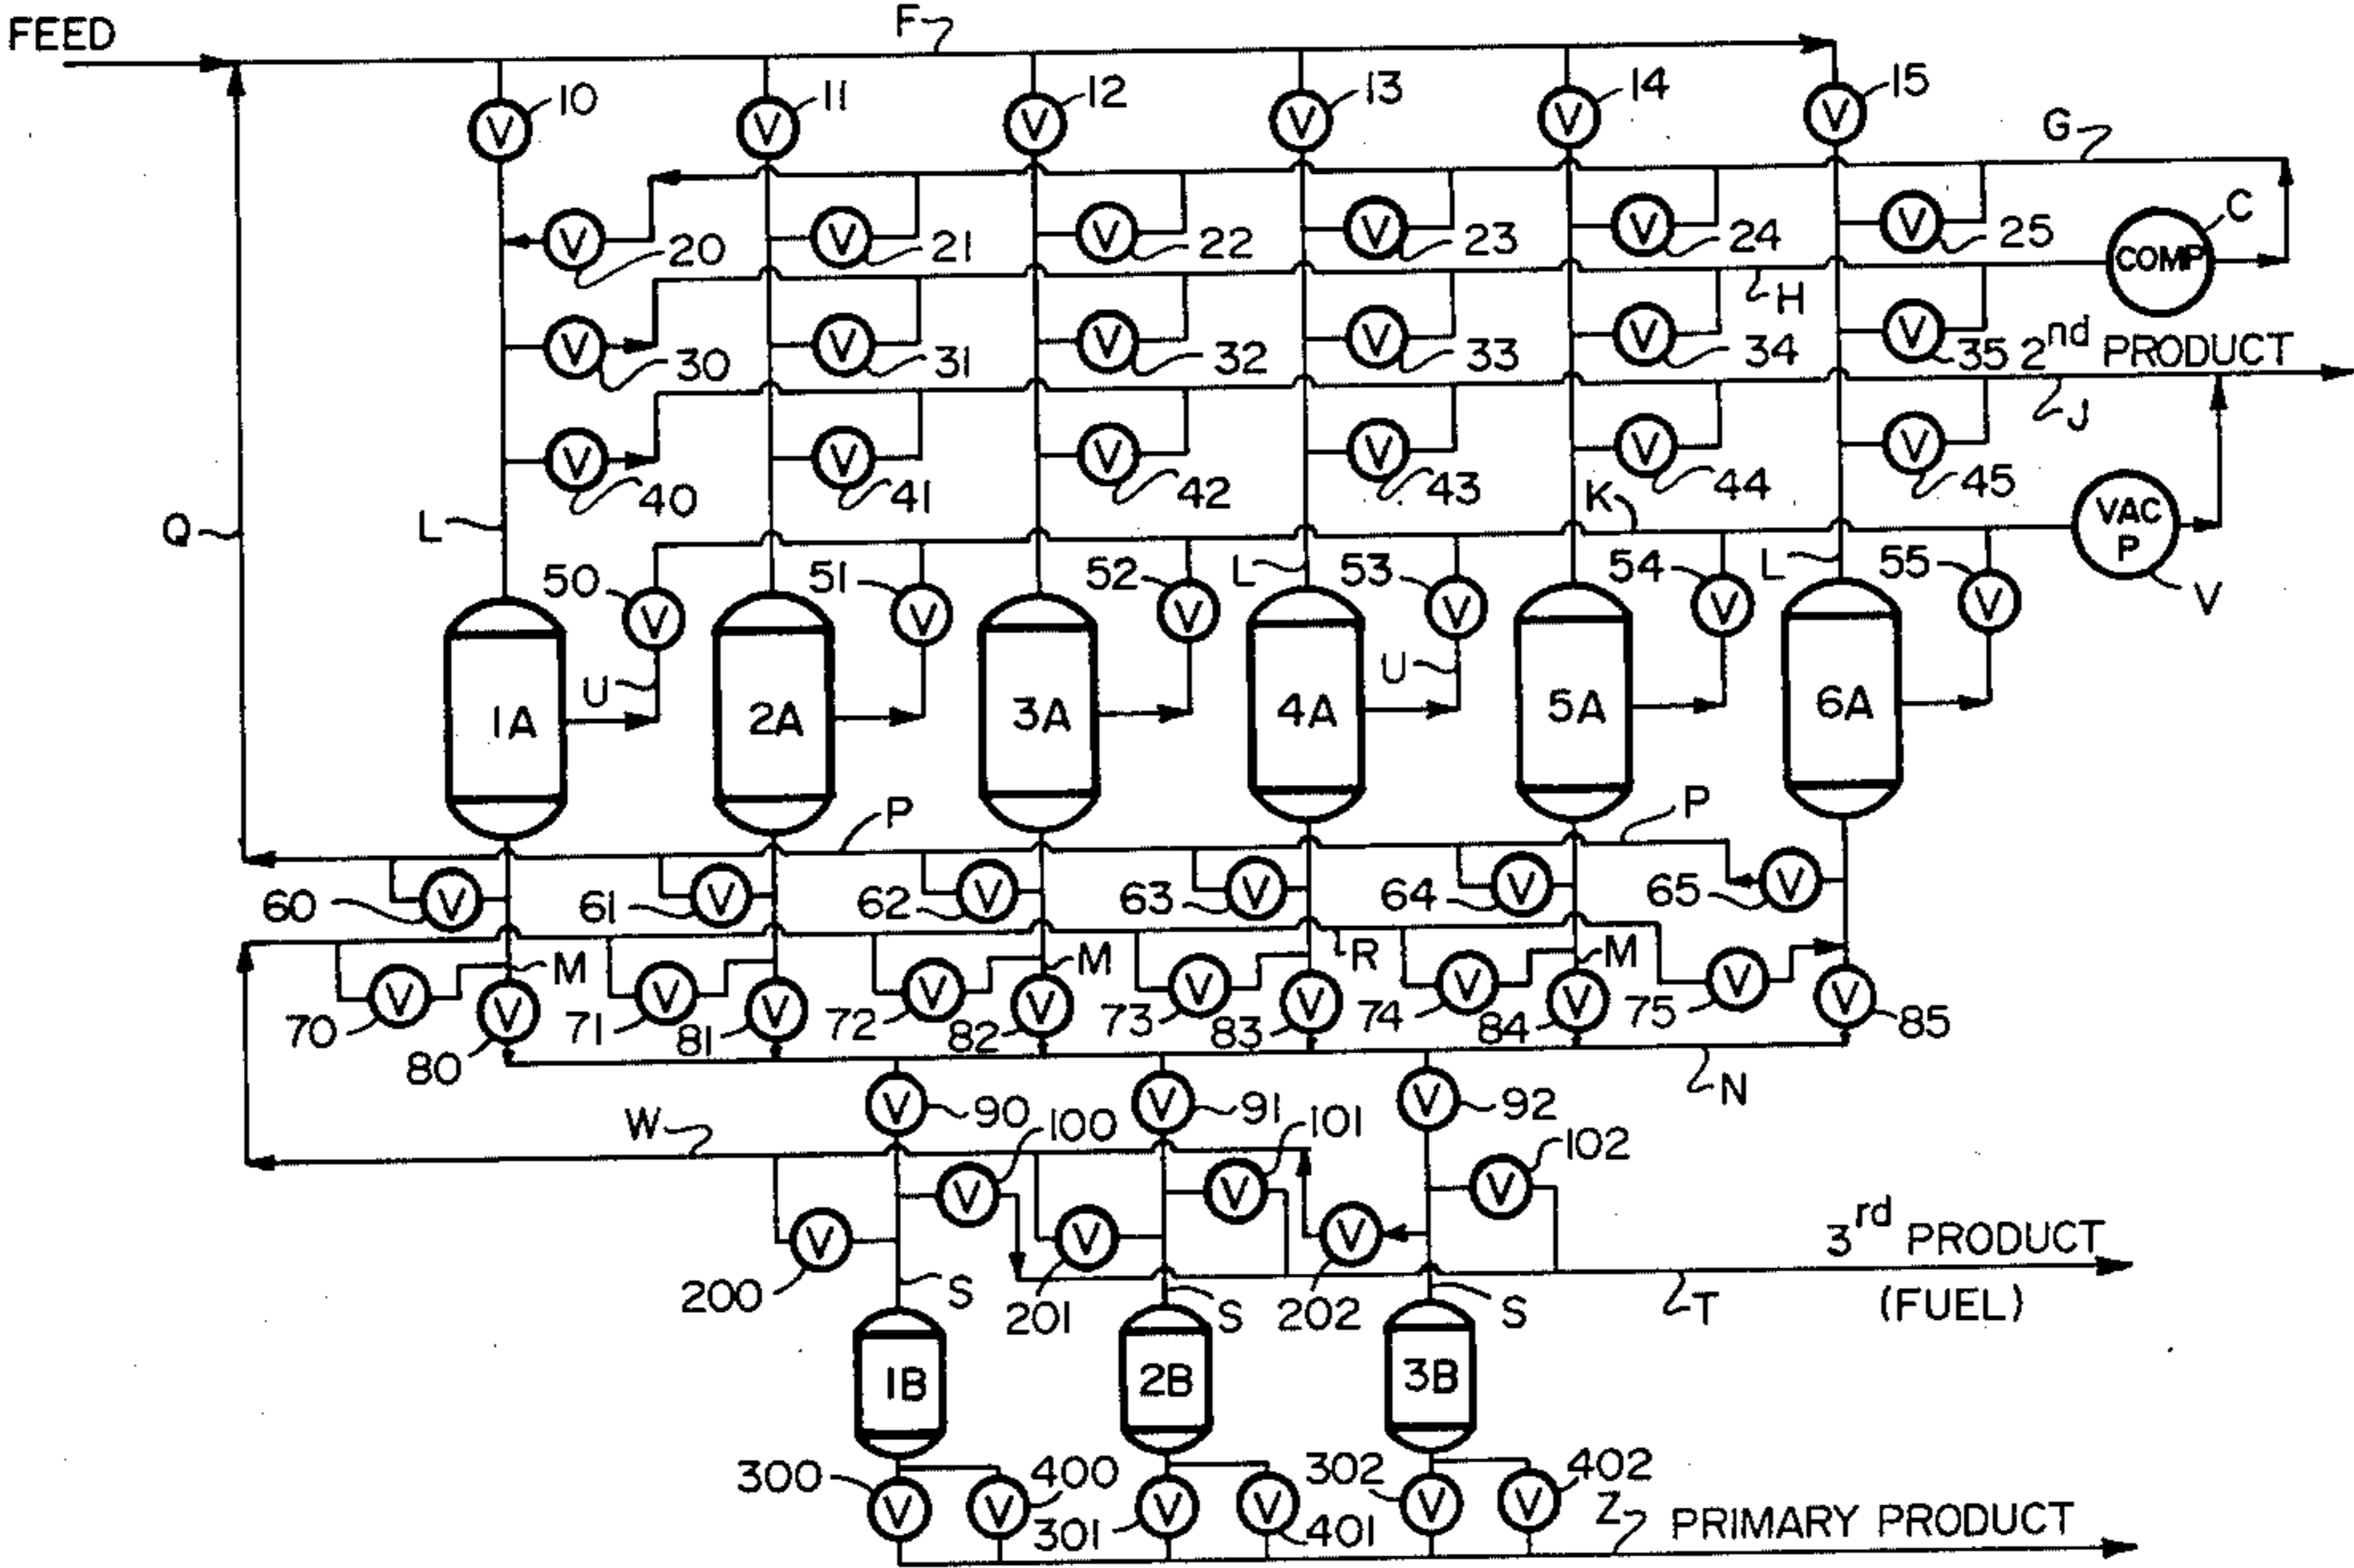 FEED
F
10
11
12
13
14
15
V V V V V V
G
C
COMP
V V V V V V
20
21
22
23
24
25
H
V V V V V V
30
31
32
33
34
35
2nd PRODUCT
J
V V V V V V
40
41
42
43
44
45
Q
L
K
VAC P
V
50
51
52
L
53
54
L
55
V V V V V V
U
U
1A
2A
3A
4A
5A
6A
P
P
V V V V V V
60
61
62
63
64
65
M
M
R
M
V V V V V V
70
71
72
73
74
75
V V V V V V
80
81
82
83
84
85
N
V
90
V
91
V
92
W
100
101
102
V V V
V V V
200
201
202
S
S
S
T
3rd PRODUCT
(FUEL)
1B
2B
3B
300
400
301
401
302
402
V V V V V V
Z
PRIMARY PRODUCT